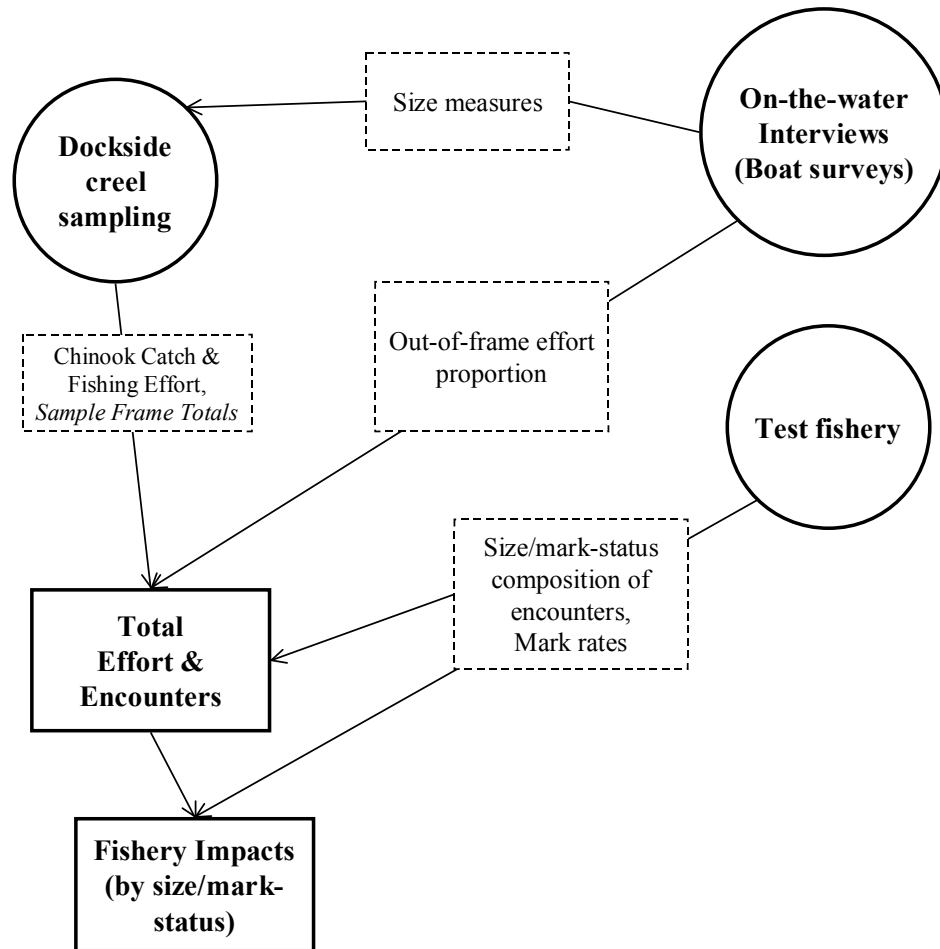 Size measures
On-the-water
Interviews
(Boat surveys)
Dockside
creel
sampling
Out-of-frame effort
proportion
Chinook Catch &
Fishing Effort,
Sample Frame Totals
Test fishery
Size/mark-status
composition of
encounters,
Mark rates
Total
Effort &
Encounters
Fishery Impacts
(by size/mark-
status)